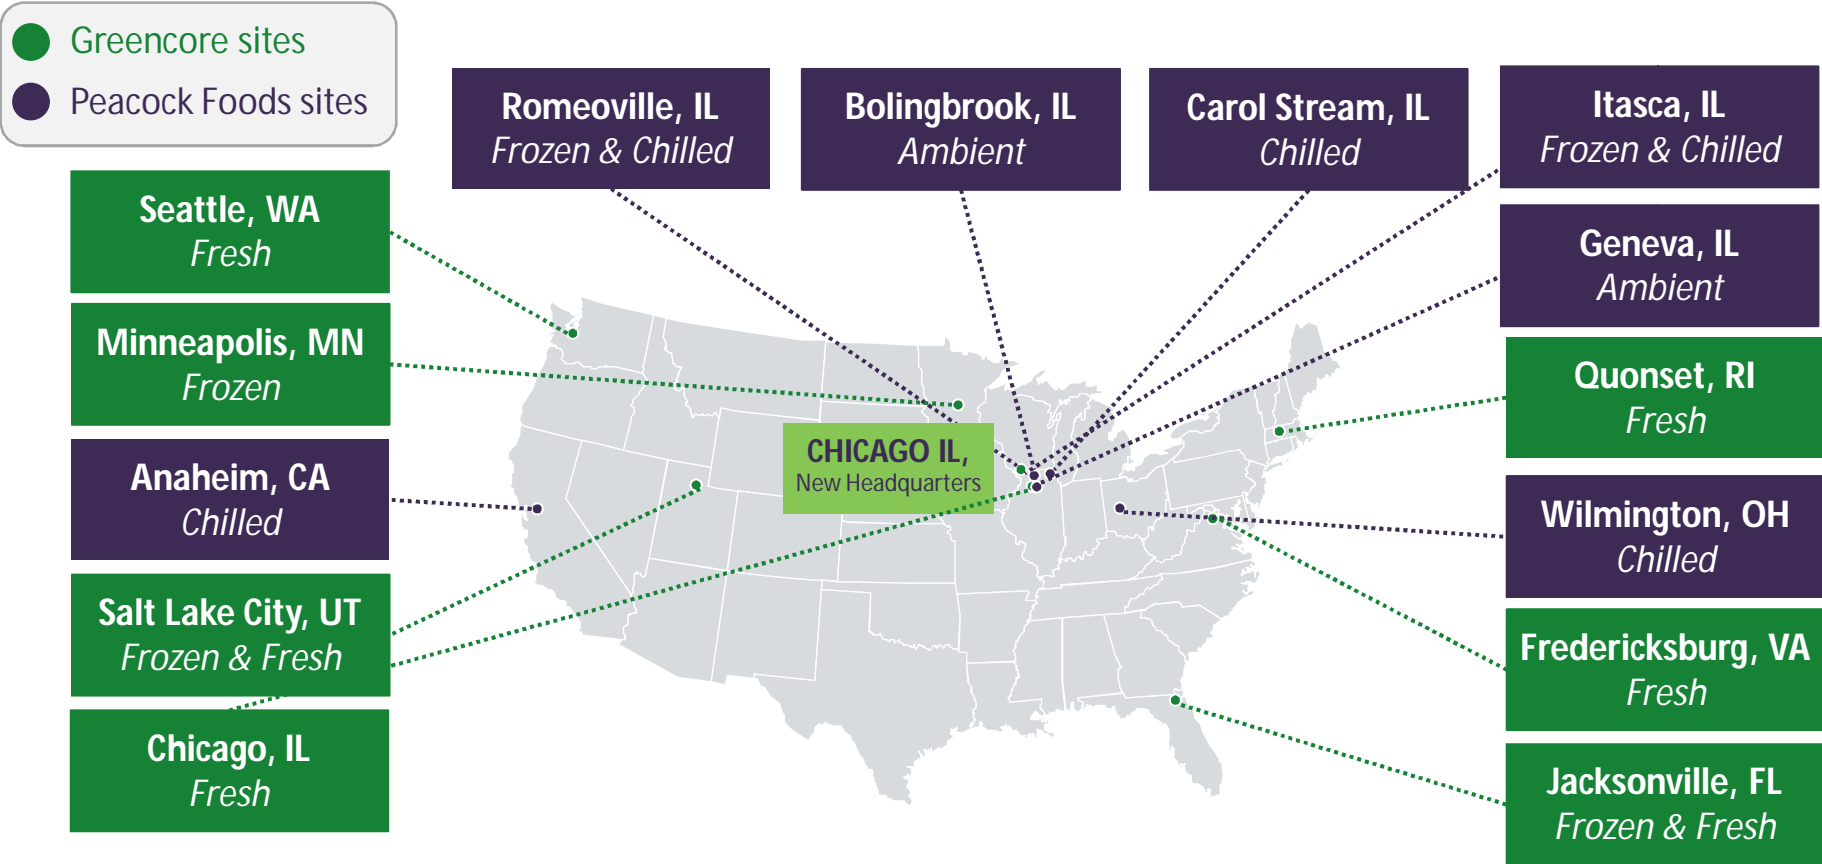 Greencore sites
Peacock Foods sites
Romeoville, IL
Frozen & Chilled
Bolingbrook, IL
Ambient
Carol Stream, IL
Chilled
Itasca, IL
Frozen & Chilled
Seattle, WA
Fresh
Geneva, IL
Ambient
Minneapolis, MN
Frozen
Quonset, RI
Fresh
CHICAGO IL,
New Headquarters
Anaheim, CA
Chilled
Wilmington, OH
Chilled
Salt Lake City, UT
Frozen & Fresh
Fredericksburg, VA
Fresh
Chicago, IL
Fresh
Jacksonville, FL
Frozen & Fresh